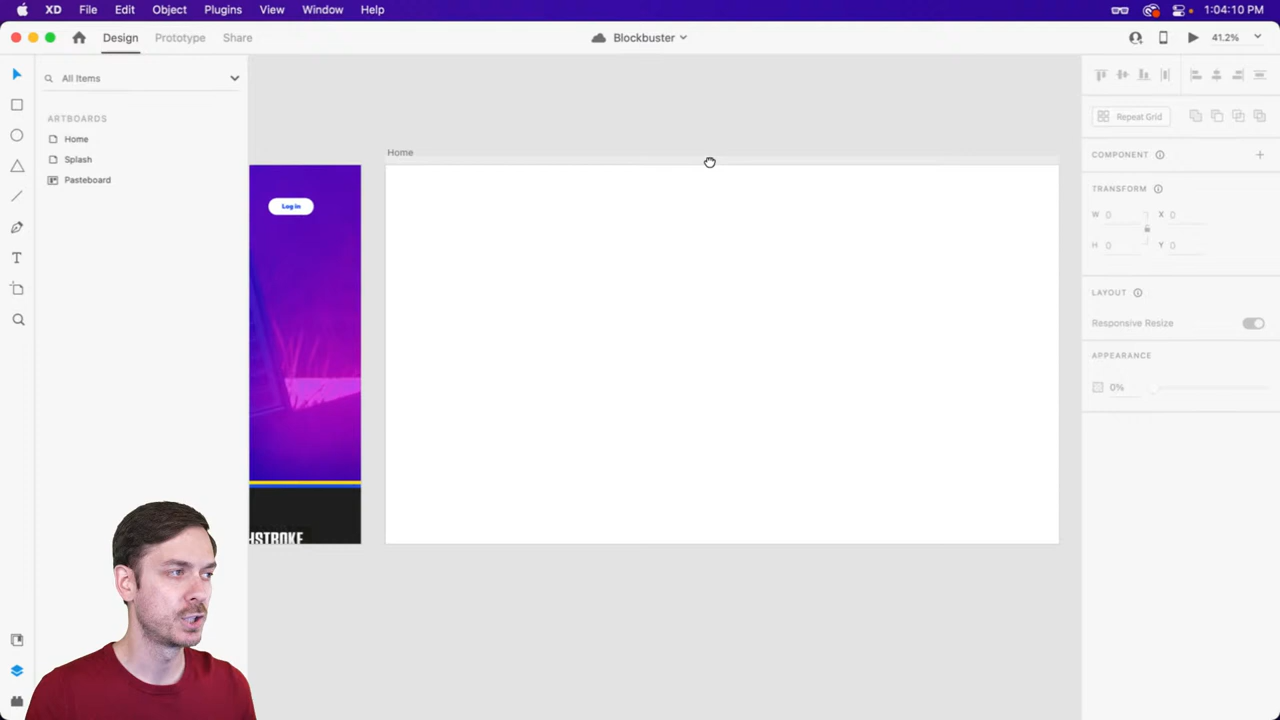 XD File Edit Object Plugins View Window Help 1:04:10 PM
Design Prototype Share Blockbuster 41.2%
All Items
ARTBOARDS
Home
Splash
Pasteboard
Home
Log in
Repeat Grid
COMPONENT
TRANSFORM
W 0 X 0
H 0 Y 0
LAYOUT
Responsive Resize
APPEARANCE
0%
HSTROKE
T